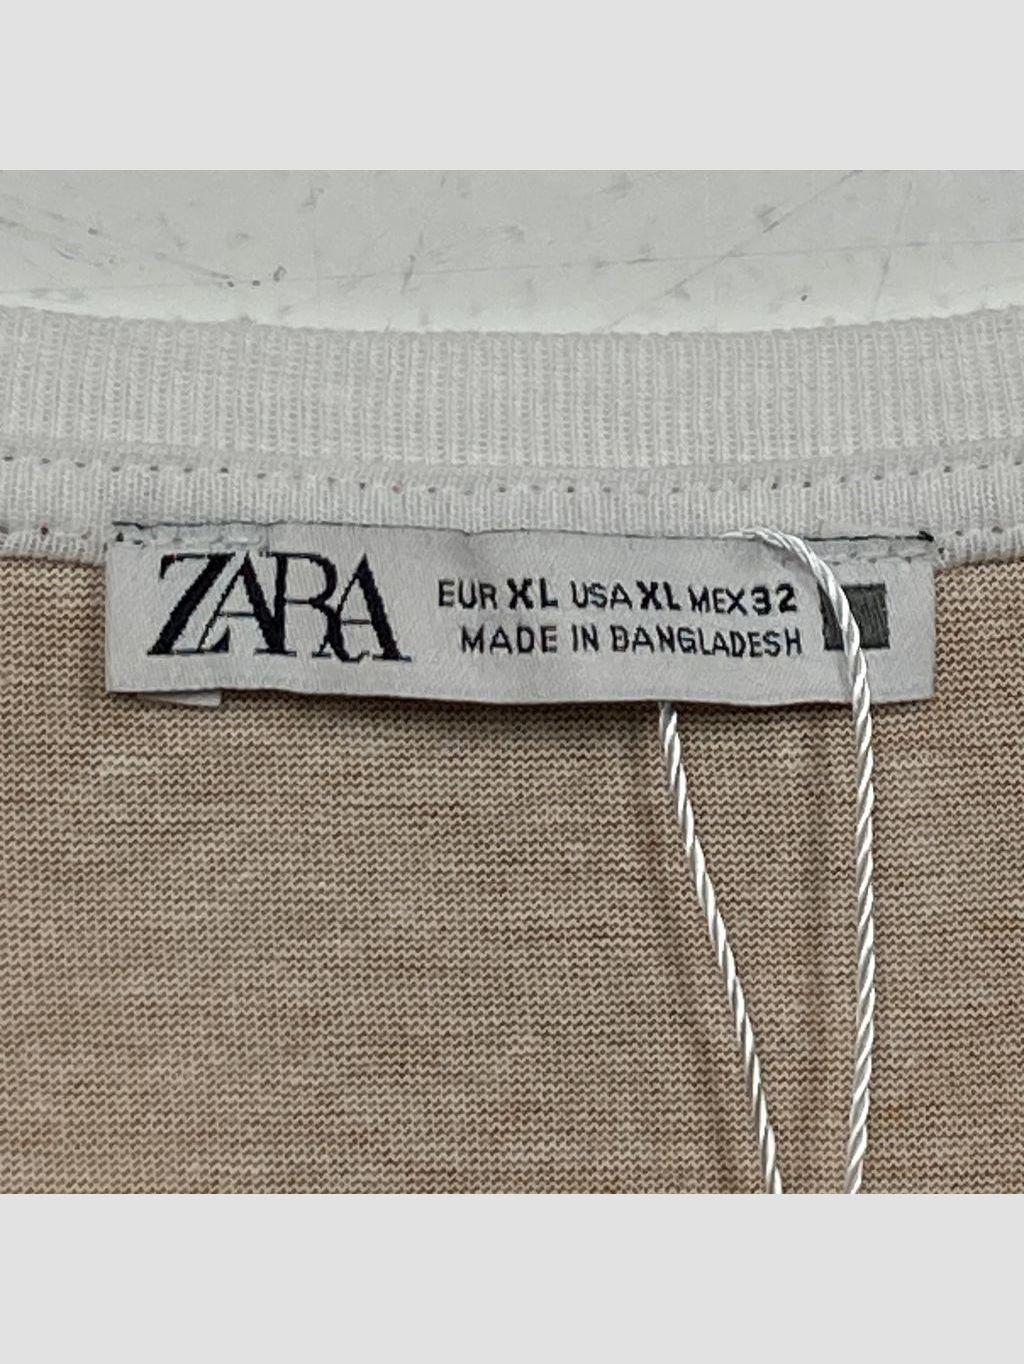 ZARA
EUR XL USA XL MEX 32
MADE IN BANGLADESH